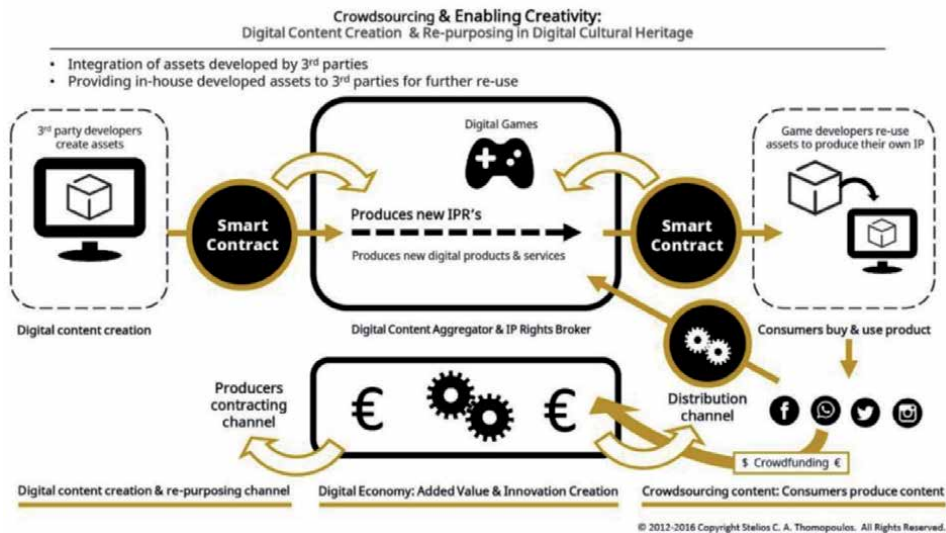 Crowdsourcing & Enabling Creativity:
Digital Content Creation & Re-purposing in Digital Cultural Heritage
• Integration of assets developed by 3rd parties
• Providing in-house developed assets to 3rd parties for further re-use
3rd party developers
create assets
Digital Games
Game developers re-use
assets to produce their own IP
Smart
Contract
Produces new IPR's
Produces new digital products & services
Smart
Contract
Digital content creation
Digital Content Aggregator & IP Rights Broker
Consumers buy & use product
Producers
contracting
channel
€
€
Distribution
channel
$ Crowdfunding €
Digital content creation & re-purposing channel
Digital Economy: Added Value & Innovation Creation
Crowdsourcing content: Consumers produce content
© 2012-2016 Copyright Stelios C. A. Thomopoulos. All Rights Reserved.